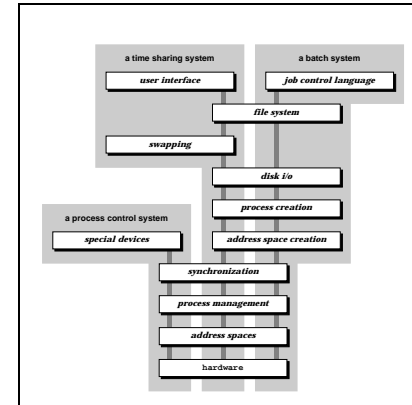 a time sharing system
a batch system
user interface
job control language
file system
swapping
disk i/o
process creation
a process control system
special devices
address space creation
synchronization
process management
address spaces
hardware